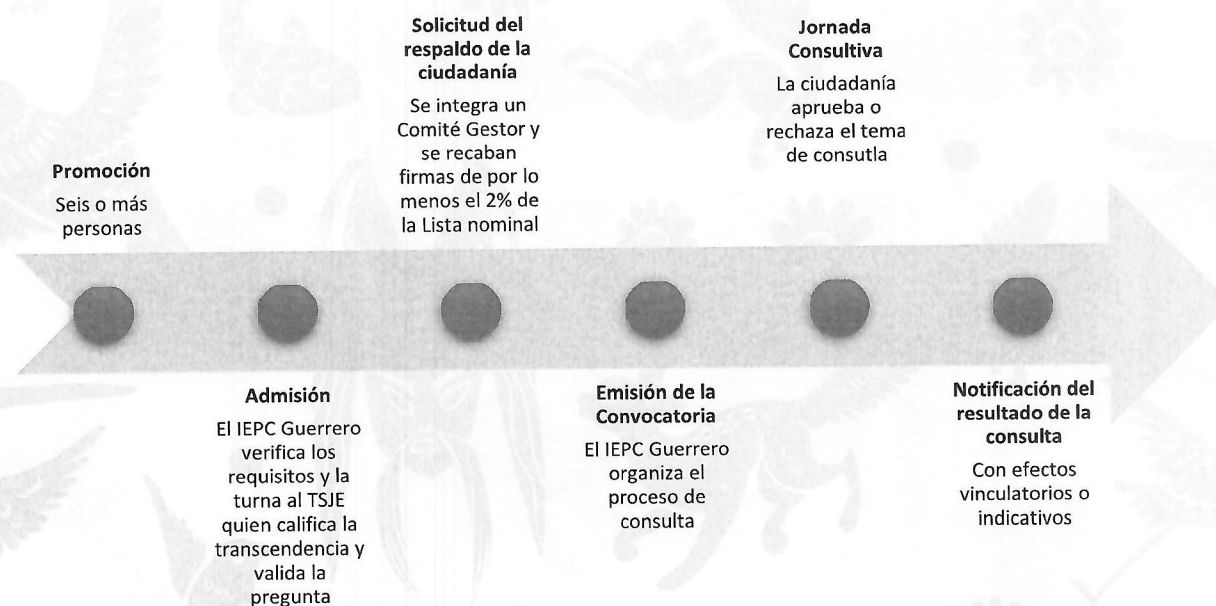 Promoción
Seis o más
personas
Admisión
El IEPC Guerrero
verifica los
requisitos y la
turna al TSJE
quien califica la
transcendencia y
valida la
pregunta
Solicitud del
respaldo de la
ciudadanía
Se integra un
Comité Gestor y
se recaban
firmas de por lo
menos el 2% de
la Lista nominal
Emisión de la
Convocatoria
El IEPC Guerrero
organiza el
proceso de
consulta
Jornada
Consultiva
La ciudadanía
aprueba o
rechaza el tema
de consutla
Notificación del
resultado de la
consulta
Con efectos
vinculatorios o
indicativos